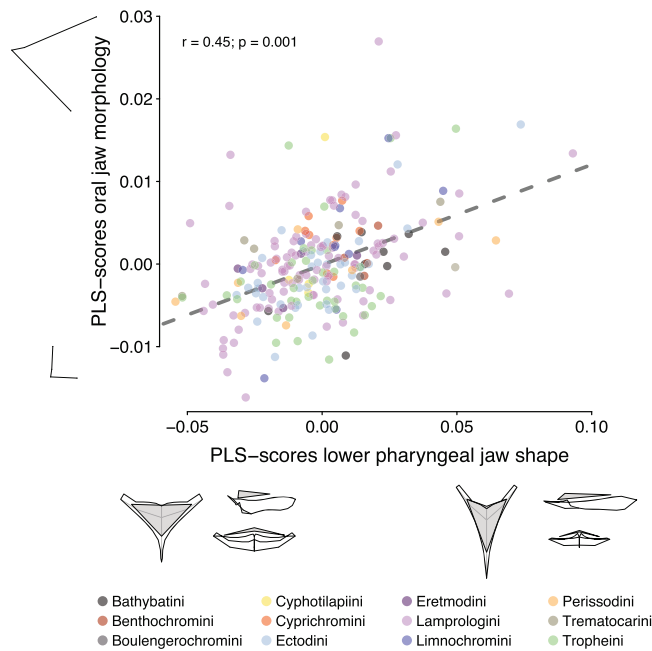 0.03
r = 0.45; p = 0.001
0.02
0.01
0.00
−0.01
PLS−scores oral jaw morphology
−0.05 0.00 0.05 0.10
PLS−scores lower pharyngeal jaw shape
Bathybatini Cyphotilapiini Eretmodini Perissodini
Benthochromini Cyprichromini Lamprologini Trematocarini
Boulengerochromini Ectodini Limnochromini Tropheini